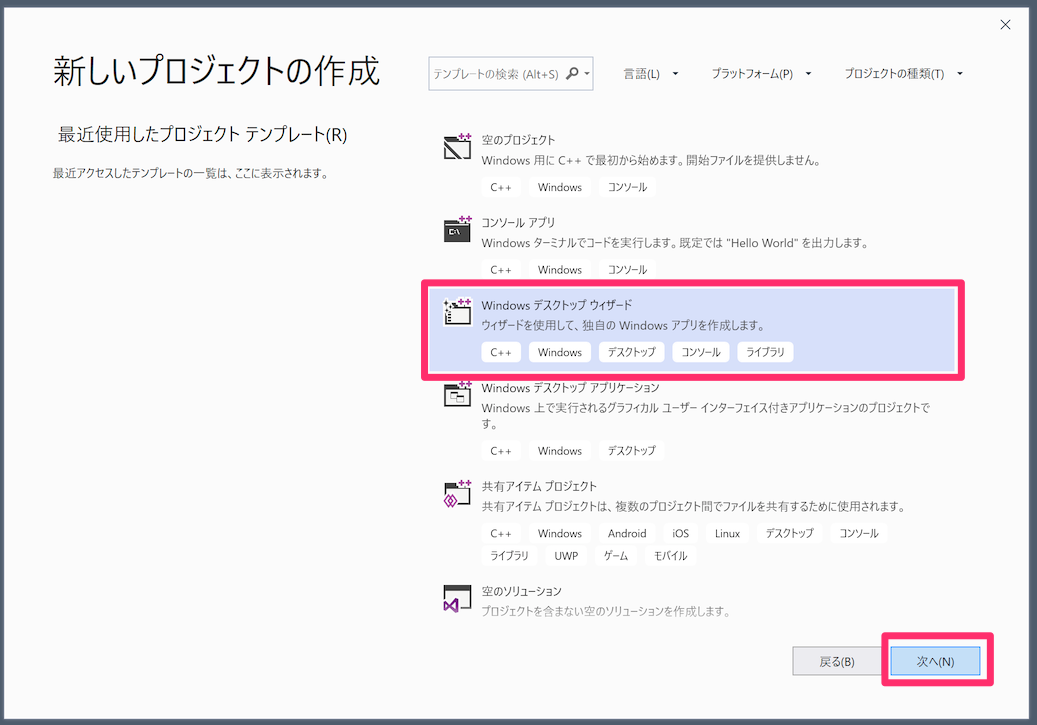 新しいプロジェクトの作成
テンプレートの検索 (Alt+S)
言語(L)
プラットフォーム(P)
プロジェクトの種類(T)
最近使用したプロジェクト テンプレート(R)
最近アクセスしたテンプレートの一覧は、ここに表示されます。
空のプロジェクト
Windows 用に C++ で最初から始めます。開始ファイルを提供しません。
C++ Windows コンソール
コンソール アプリ
Windows ターミナルでコードを実行します。既定では "Hello World" を出力します。
C++ Windows コンソール
Windows デスクトップ ウィザード
ウィザードを使用して、独自の Windows アプリを作成します。
C++ Windows デスクトップ コンソール ライブラリ
Windows デスクトップ アプリケーション
Windows 上で実行されるグラフィカル ユーザー インターフェイス付きアプリケーションのプロジェクトで
す。
C++ Windows デスクトップ
共有アイテム プロジェクト
共有アイテム プロジェクトは、複数のプロジェクト間でファイルを共有するために使用されます。
C++ Windows Android iOS Linux デスクトップ コンソール
ライブラリ UWP ゲーム モバイル
空のソリューション
プロジェクトを含まない空のソリューションを作成します。
戻る(B)
次へ(N)